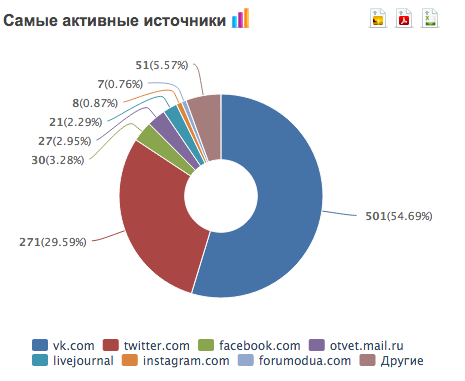 Самые активные источники
51(5.57%)
7(0.76%)
8(0.87%)
21(2.29%)
27(2.95%)
30(3.28%)
501(54.69%)
271(29.59%)
vk.com twitter.com facebook.com otvet.mail.ru
livejournal instagram.com forumodua.com Другие